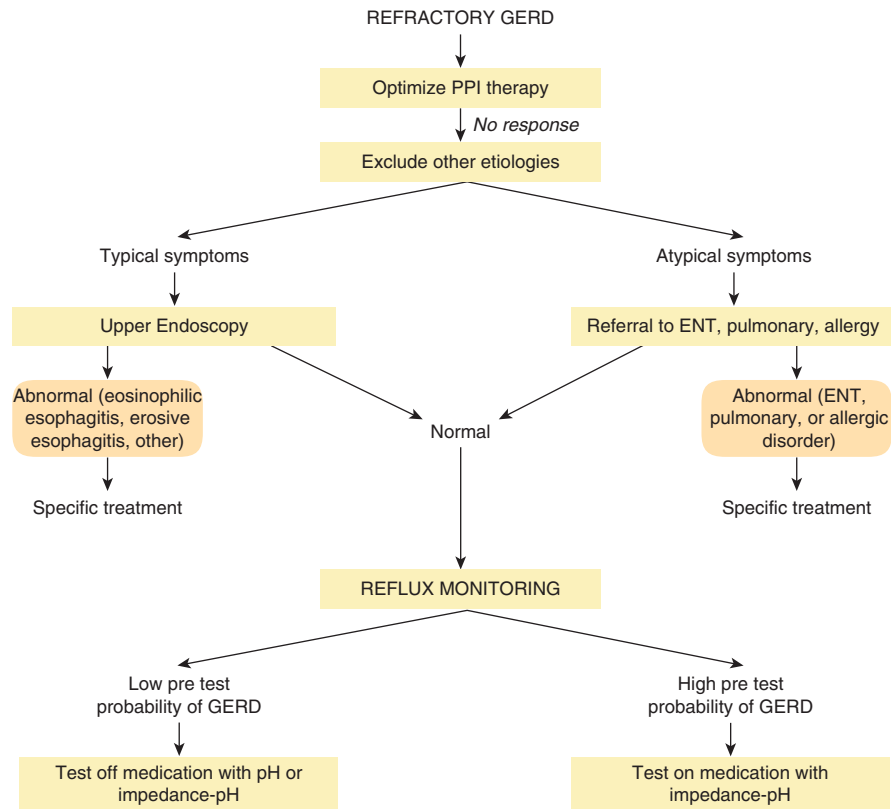 REFRACTORY GERD
Optimize PPI therapy
No response
Exclude other etiologies
Typical symptoms
Atypical symptoms
Upper Endoscopy
Referral to ENT, pulmonary, allergy
Abnormal (eosinophilic
esophagitis, erosive
esophagitis, other)
Normal
Abnormal (ENT,
pulmonary, or allergic
disorder)
Specific treatment
Specific treatment
REFLUX MONITORING
Low pre test
probability of GERD
High pre test
probability of GERD
Test off medication with pH or
impedance-pH
Test on medication with
impedance-pH